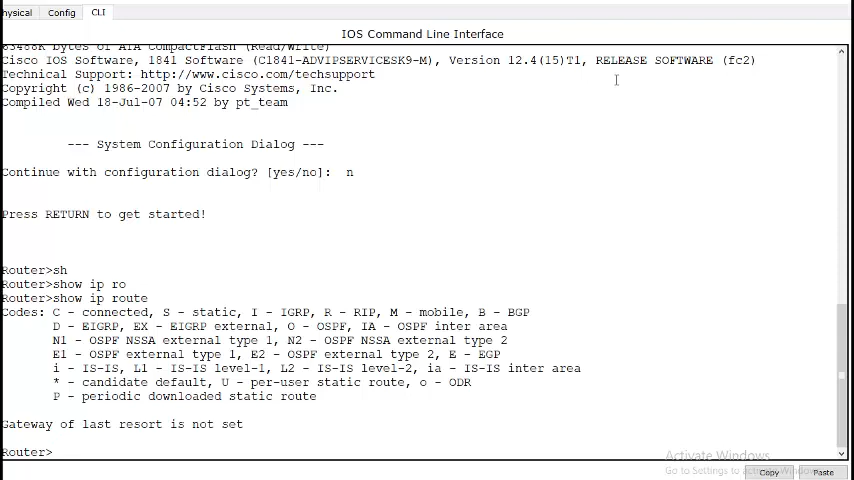 hysical Config CLI
IOS Command Line Interface
63488K bytes of ATA CompactFlash (Read/Write)
Cisco IOS Software, 1841 Software (C1841-ADVIPSERVICESK9-M), Version 12.4(15)T1, RELEASE SOFTWARE (fc2)
Technical Support: http://www.cisco.com/techsupport
Copyright (c) 1986-2007 by Cisco Systems, Inc.
Compiled Wed 18-Jul-07 04:52 by pt_team
--- System Configuration Dialog ---
Continue with configuration dialog? [yes/no]: n
Press RETURN to get started!
Router>sh
Router>show ip ro
Router>show ip route
Codes: C - connected, S - static, I - IGRP, R - RIP, M - mobile, B - BGP
D - EIGRP, EX - EIGRP external, O - OSPF, IA - OSPF inter area
N1 - OSPF NSSA external type 1, N2 - OSPF NSSA external type 2
E1 - OSPF external type 1, E2 - OSPF external type 2, E - EGP
i - IS-IS, L1 - IS-IS level-1, L2 - IS-IS level-2, ia - IS-IS inter area
* - candidate default, U - per-user static route, o - ODR
P - periodic downloaded static route
Gateway of last resort is not set
Router>
Activate Windows
Go to Settings to
Copy Paste